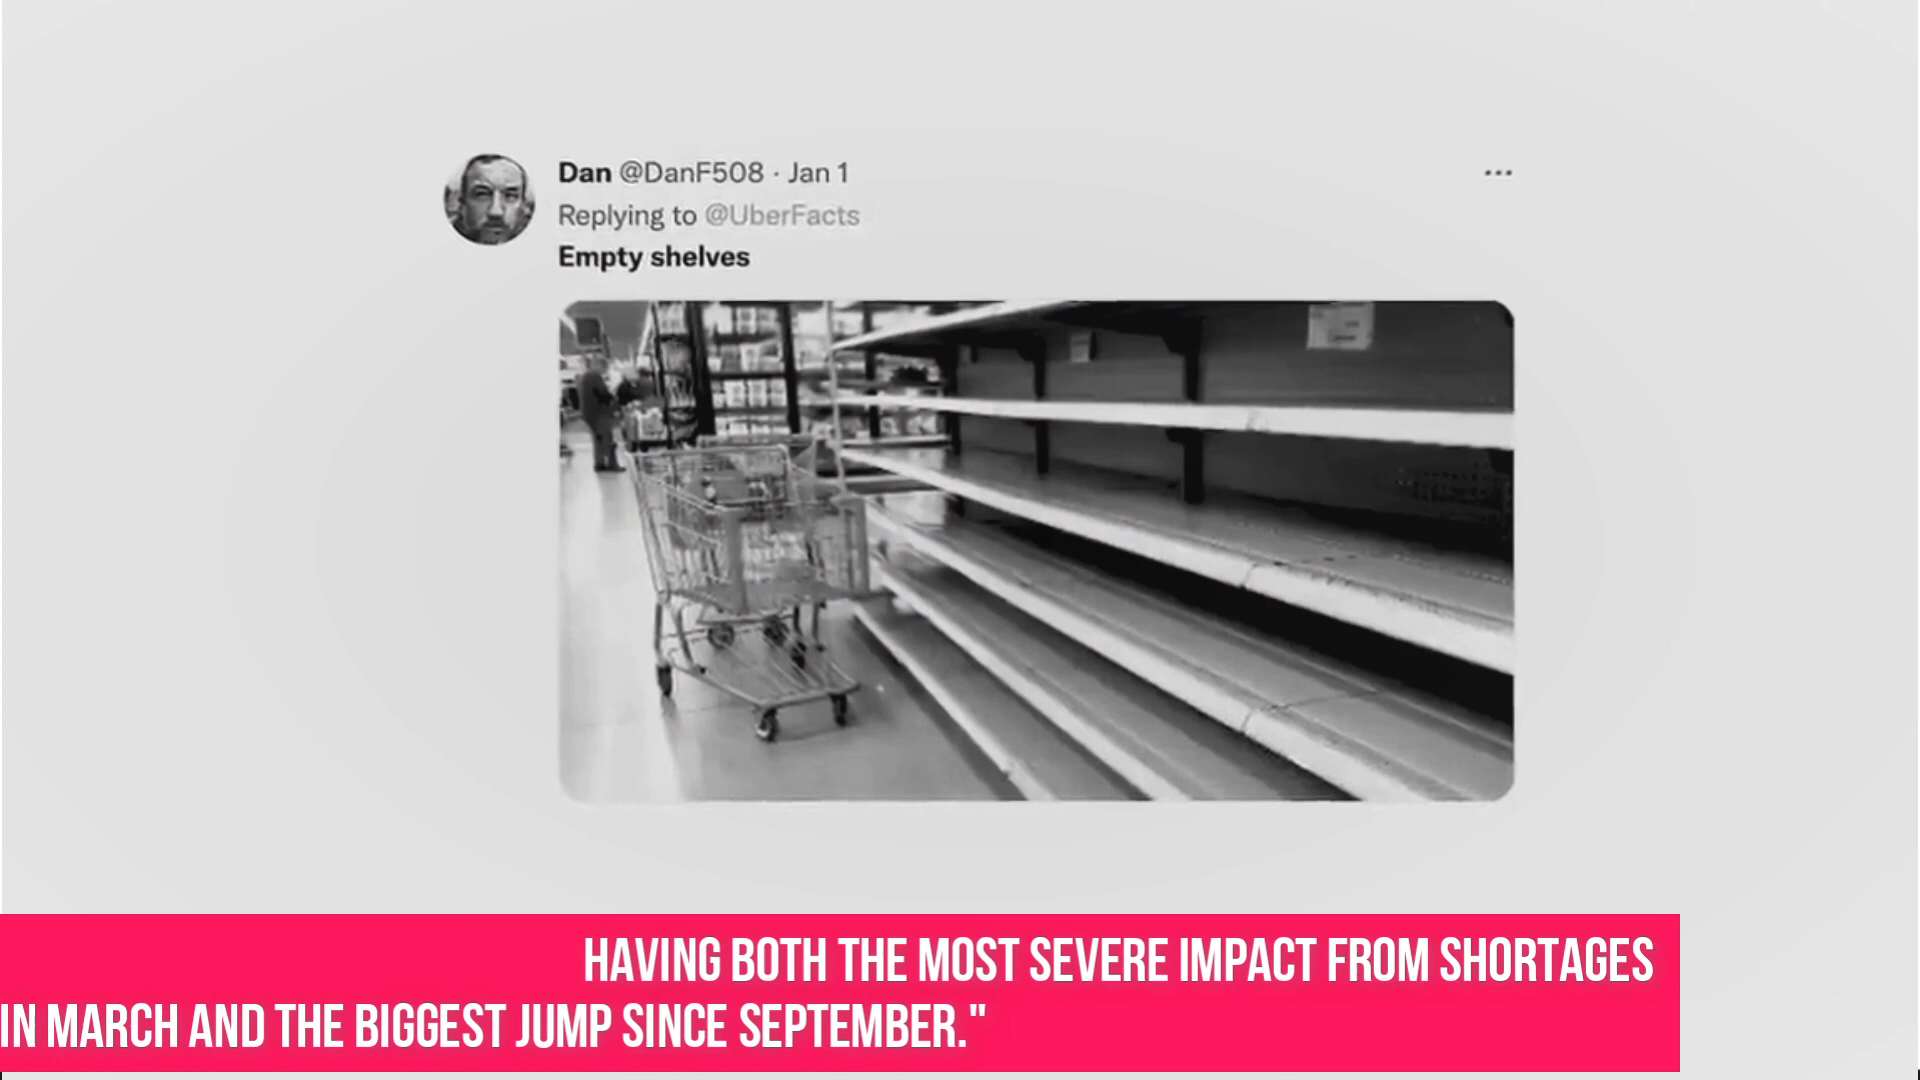 Dan @DanF508 · Jan 1
Replying to @UberFacts
Empty shelves
HAVING BOTH THE MOST SEVERE IMPACT FROM SHORTAGES
IN MARCH AND THE BIGGEST JUMP SINCE SEPTEMBER."